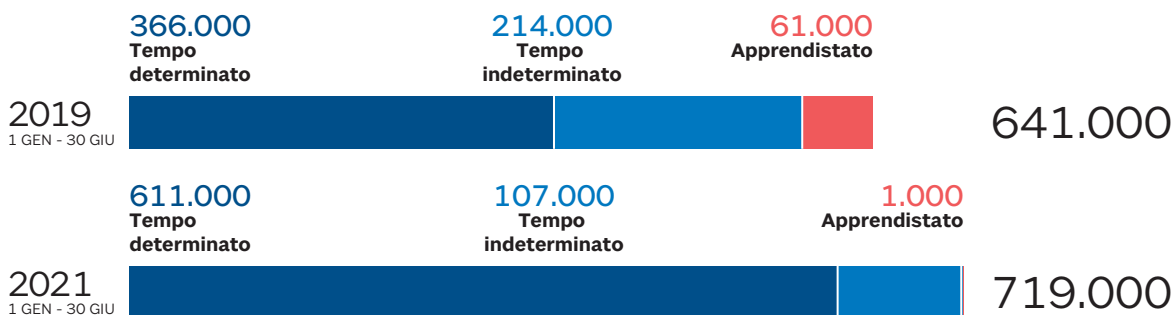 366.000 214.000 61.000
Tempo Tempo Apprendistato
determinato indeterminato
2019
1 GEN - 30 GIU
641.000
611.000 107.000 1.000
Tempo Tempo Apprendistato
determinato indeterminato
2021
1 GEN - 30 GIU
719.000